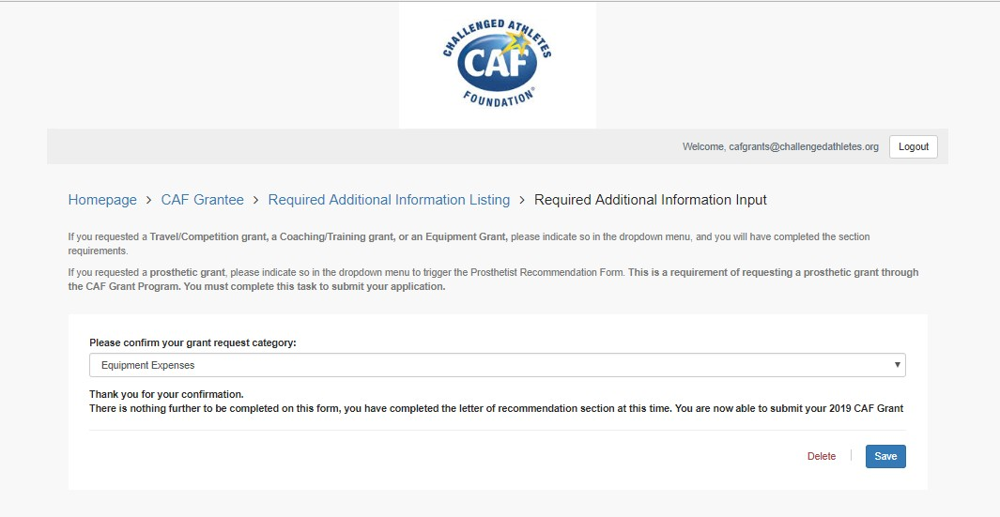 CHALLENGED ATHLETES
CAF
FOUNDATION®
Welcome, cafgrants@challengedathletes.org Logout
Homepage > CAF Grantee > Required Additional Information Listing > Required Additional Information Input
If you requested a Travel/Competition grant, a Coaching/Training grant, or an Equipment Grant, please indicate so in the dropdown menu, and you will have completed the section
requirements.
If you requested a prosthetic grant, please indicate so in the dropdown menu to trigger the Prosthetist Recommendation Form. This is a requirement of requesting a prosthetic grant through
the CAF Grant Program. You must complete this task to submit your application.
Please confirm your grant request category:
Equipment Expenses
Thank you for your confirmation.
There is nothing further to be completed on this form, you have completed the letter of recommendation section at this time. You are now able to submit your 2019 CAF Grant
Delete | Save